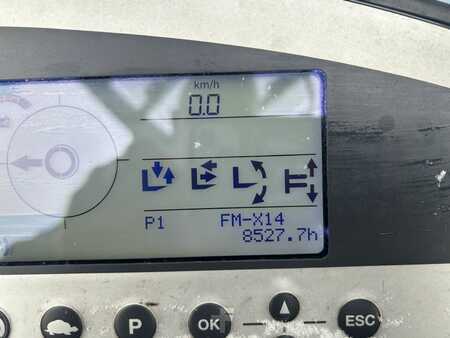 km/h
0.0
P1 FM-X14
8527.7h
P OK ESC